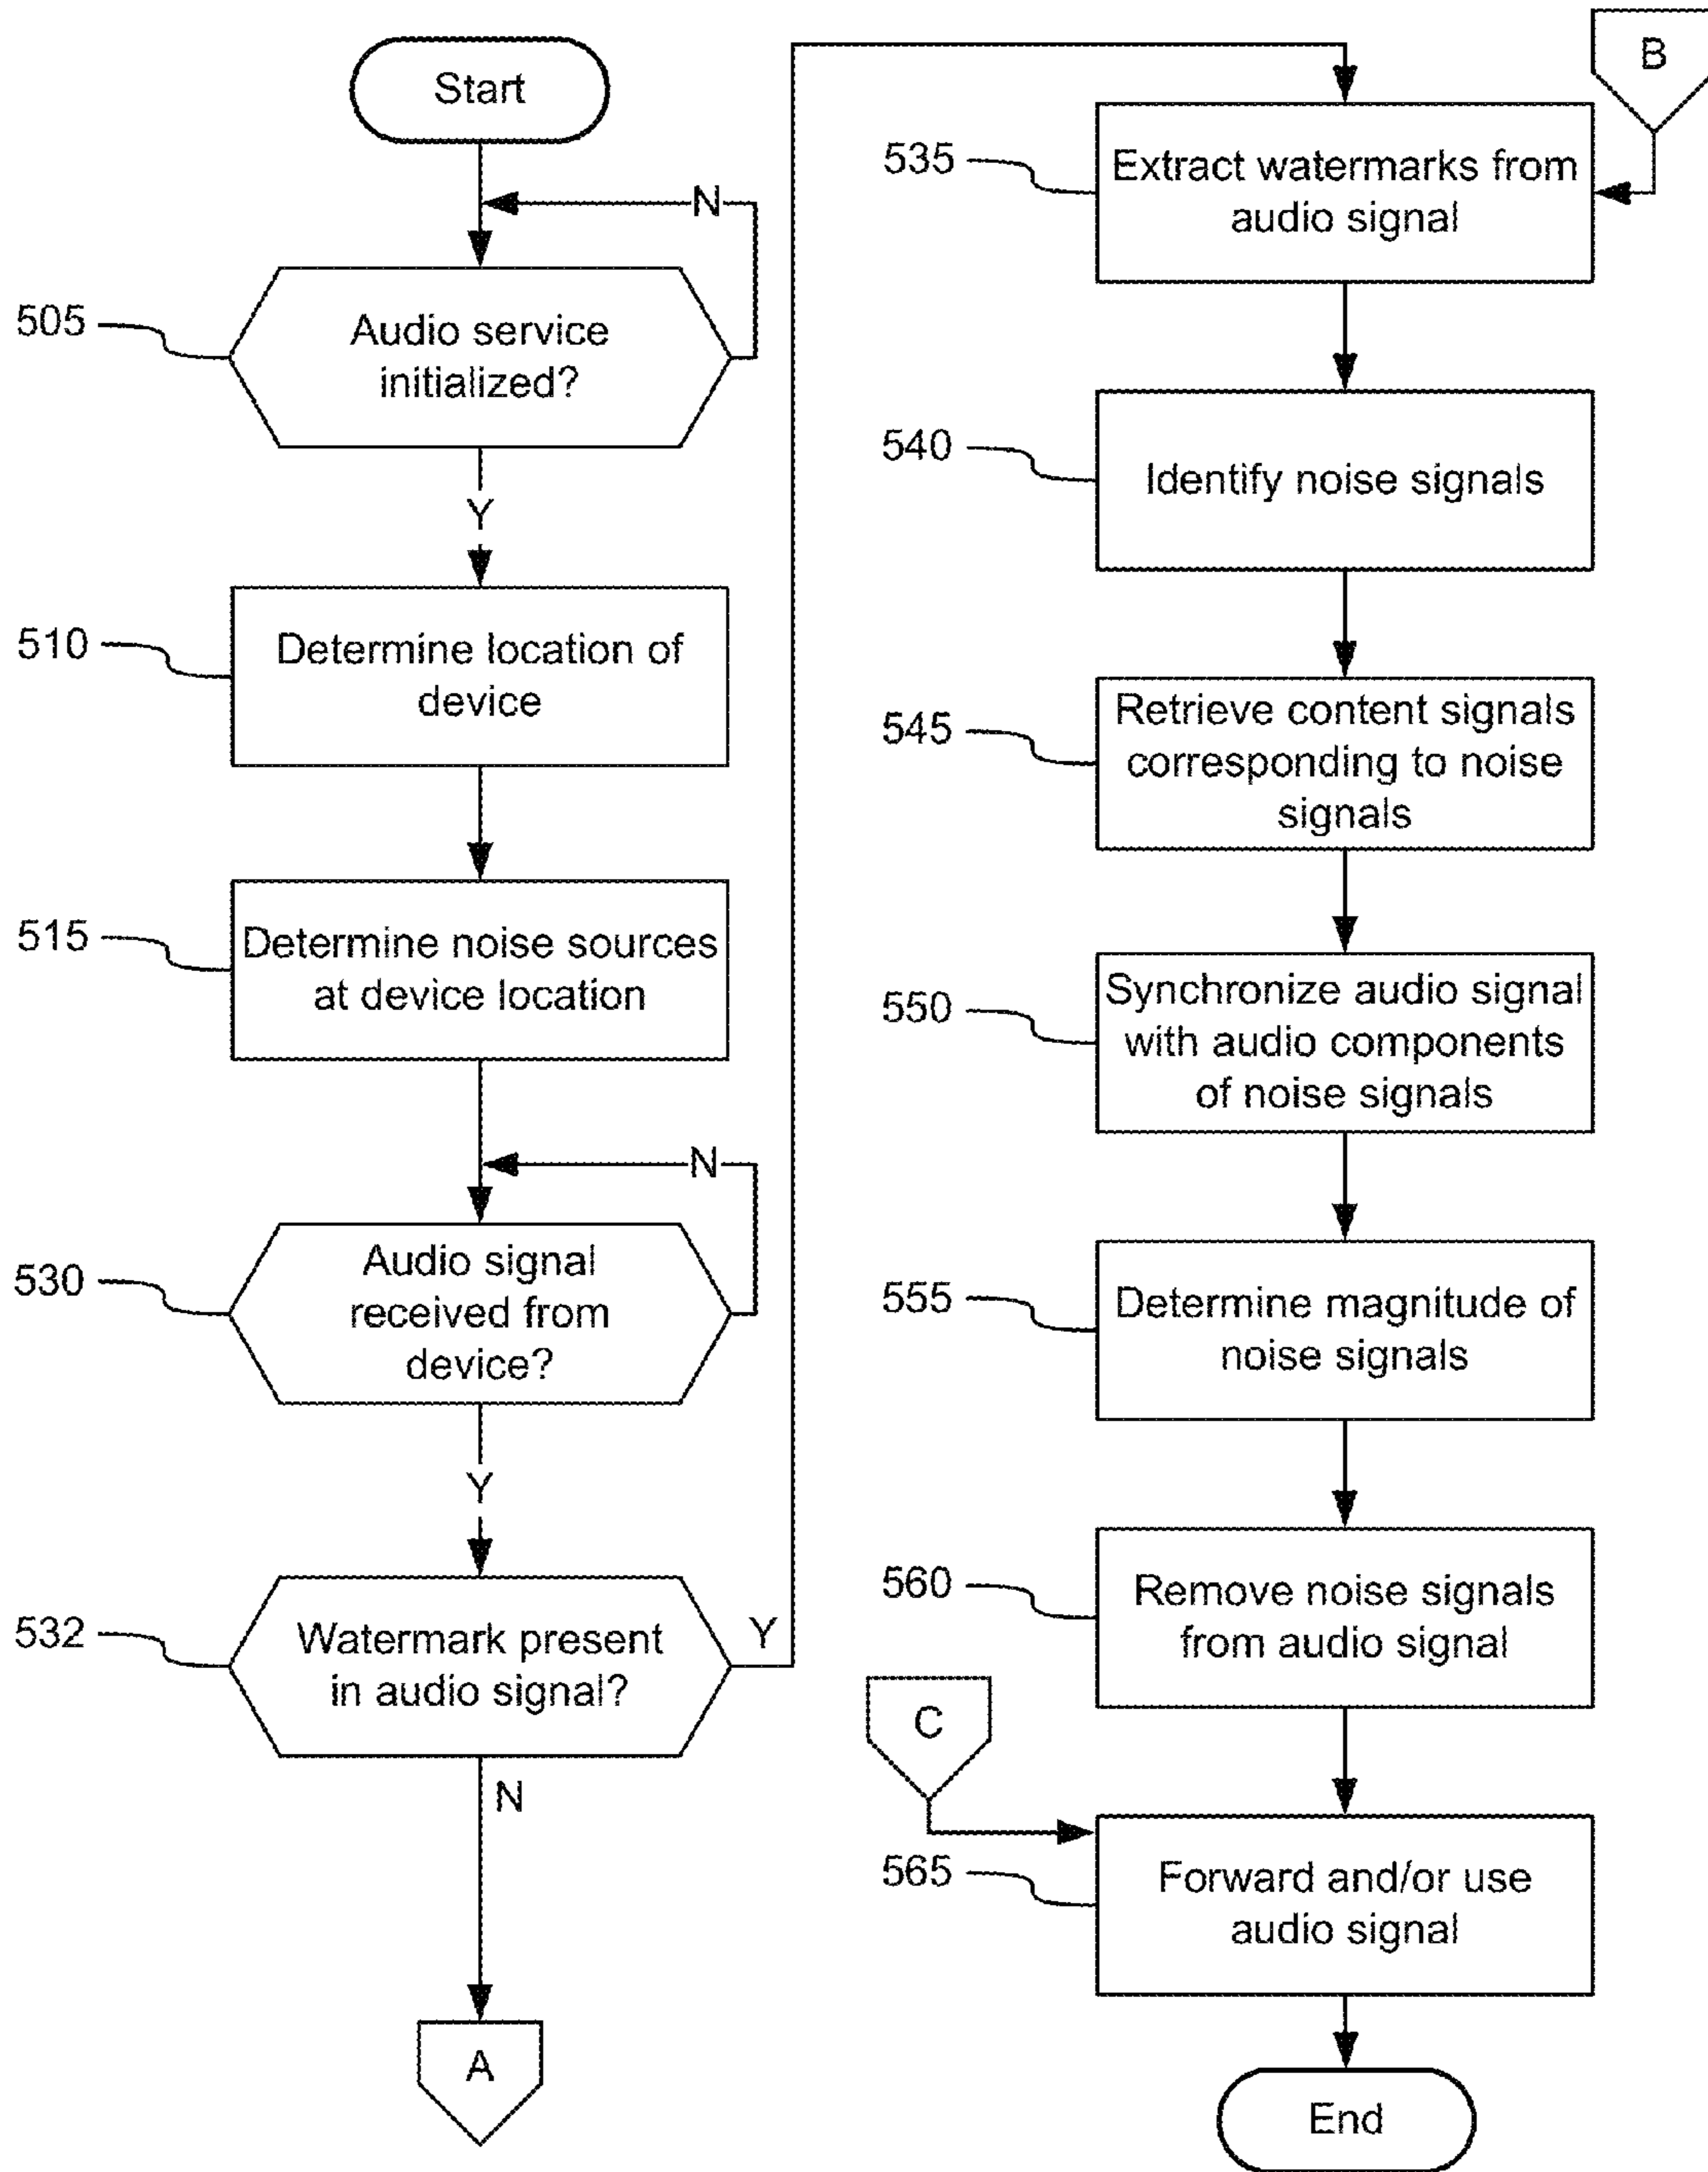 Start
N
505
Audio service
initialized?
Y
510
Determine location of
device
515
Determine noise sources
at device location
N
530
Audio signal
received from
device?
Y
532
Watermark present
in audio signal?
Y
N
A
B
535
Extract watermarks from
audio signal
540
Identify noise signals
545
Retrieve content signals
corresponding to noise
signals
550
Synchronize audio signal
with audio components
of noise signals
555
Determine magnitude of
noise signals
560
Remove noise signals
from audio signal
C
565
Forward and/or use
audio signal
End